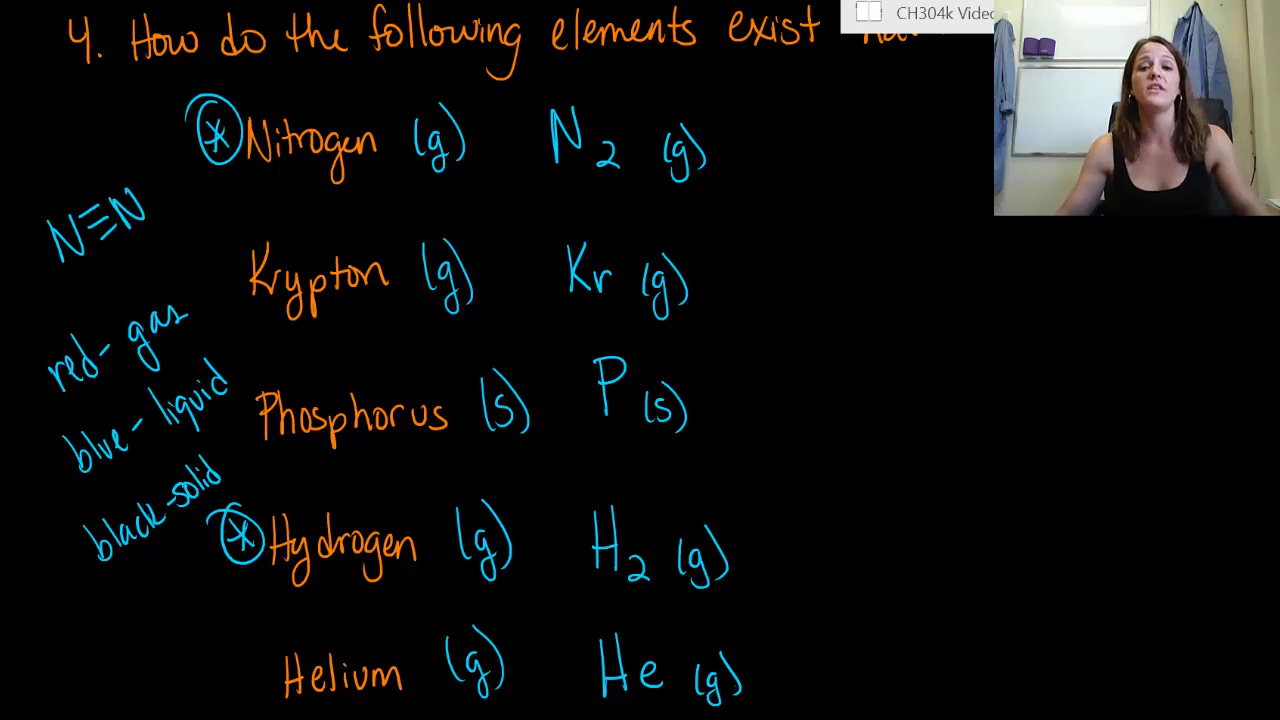 4. How do the following elements exist
CH304k Video
* Nitrogen (g) N2 (g)
N≡N
Krypton (g) Kr (g)
red- gas
blue- liquid
black-solid
Phosphorus (s) P (s)
* Hydrogen (g) H2 (g)
Helium (g) He (g)